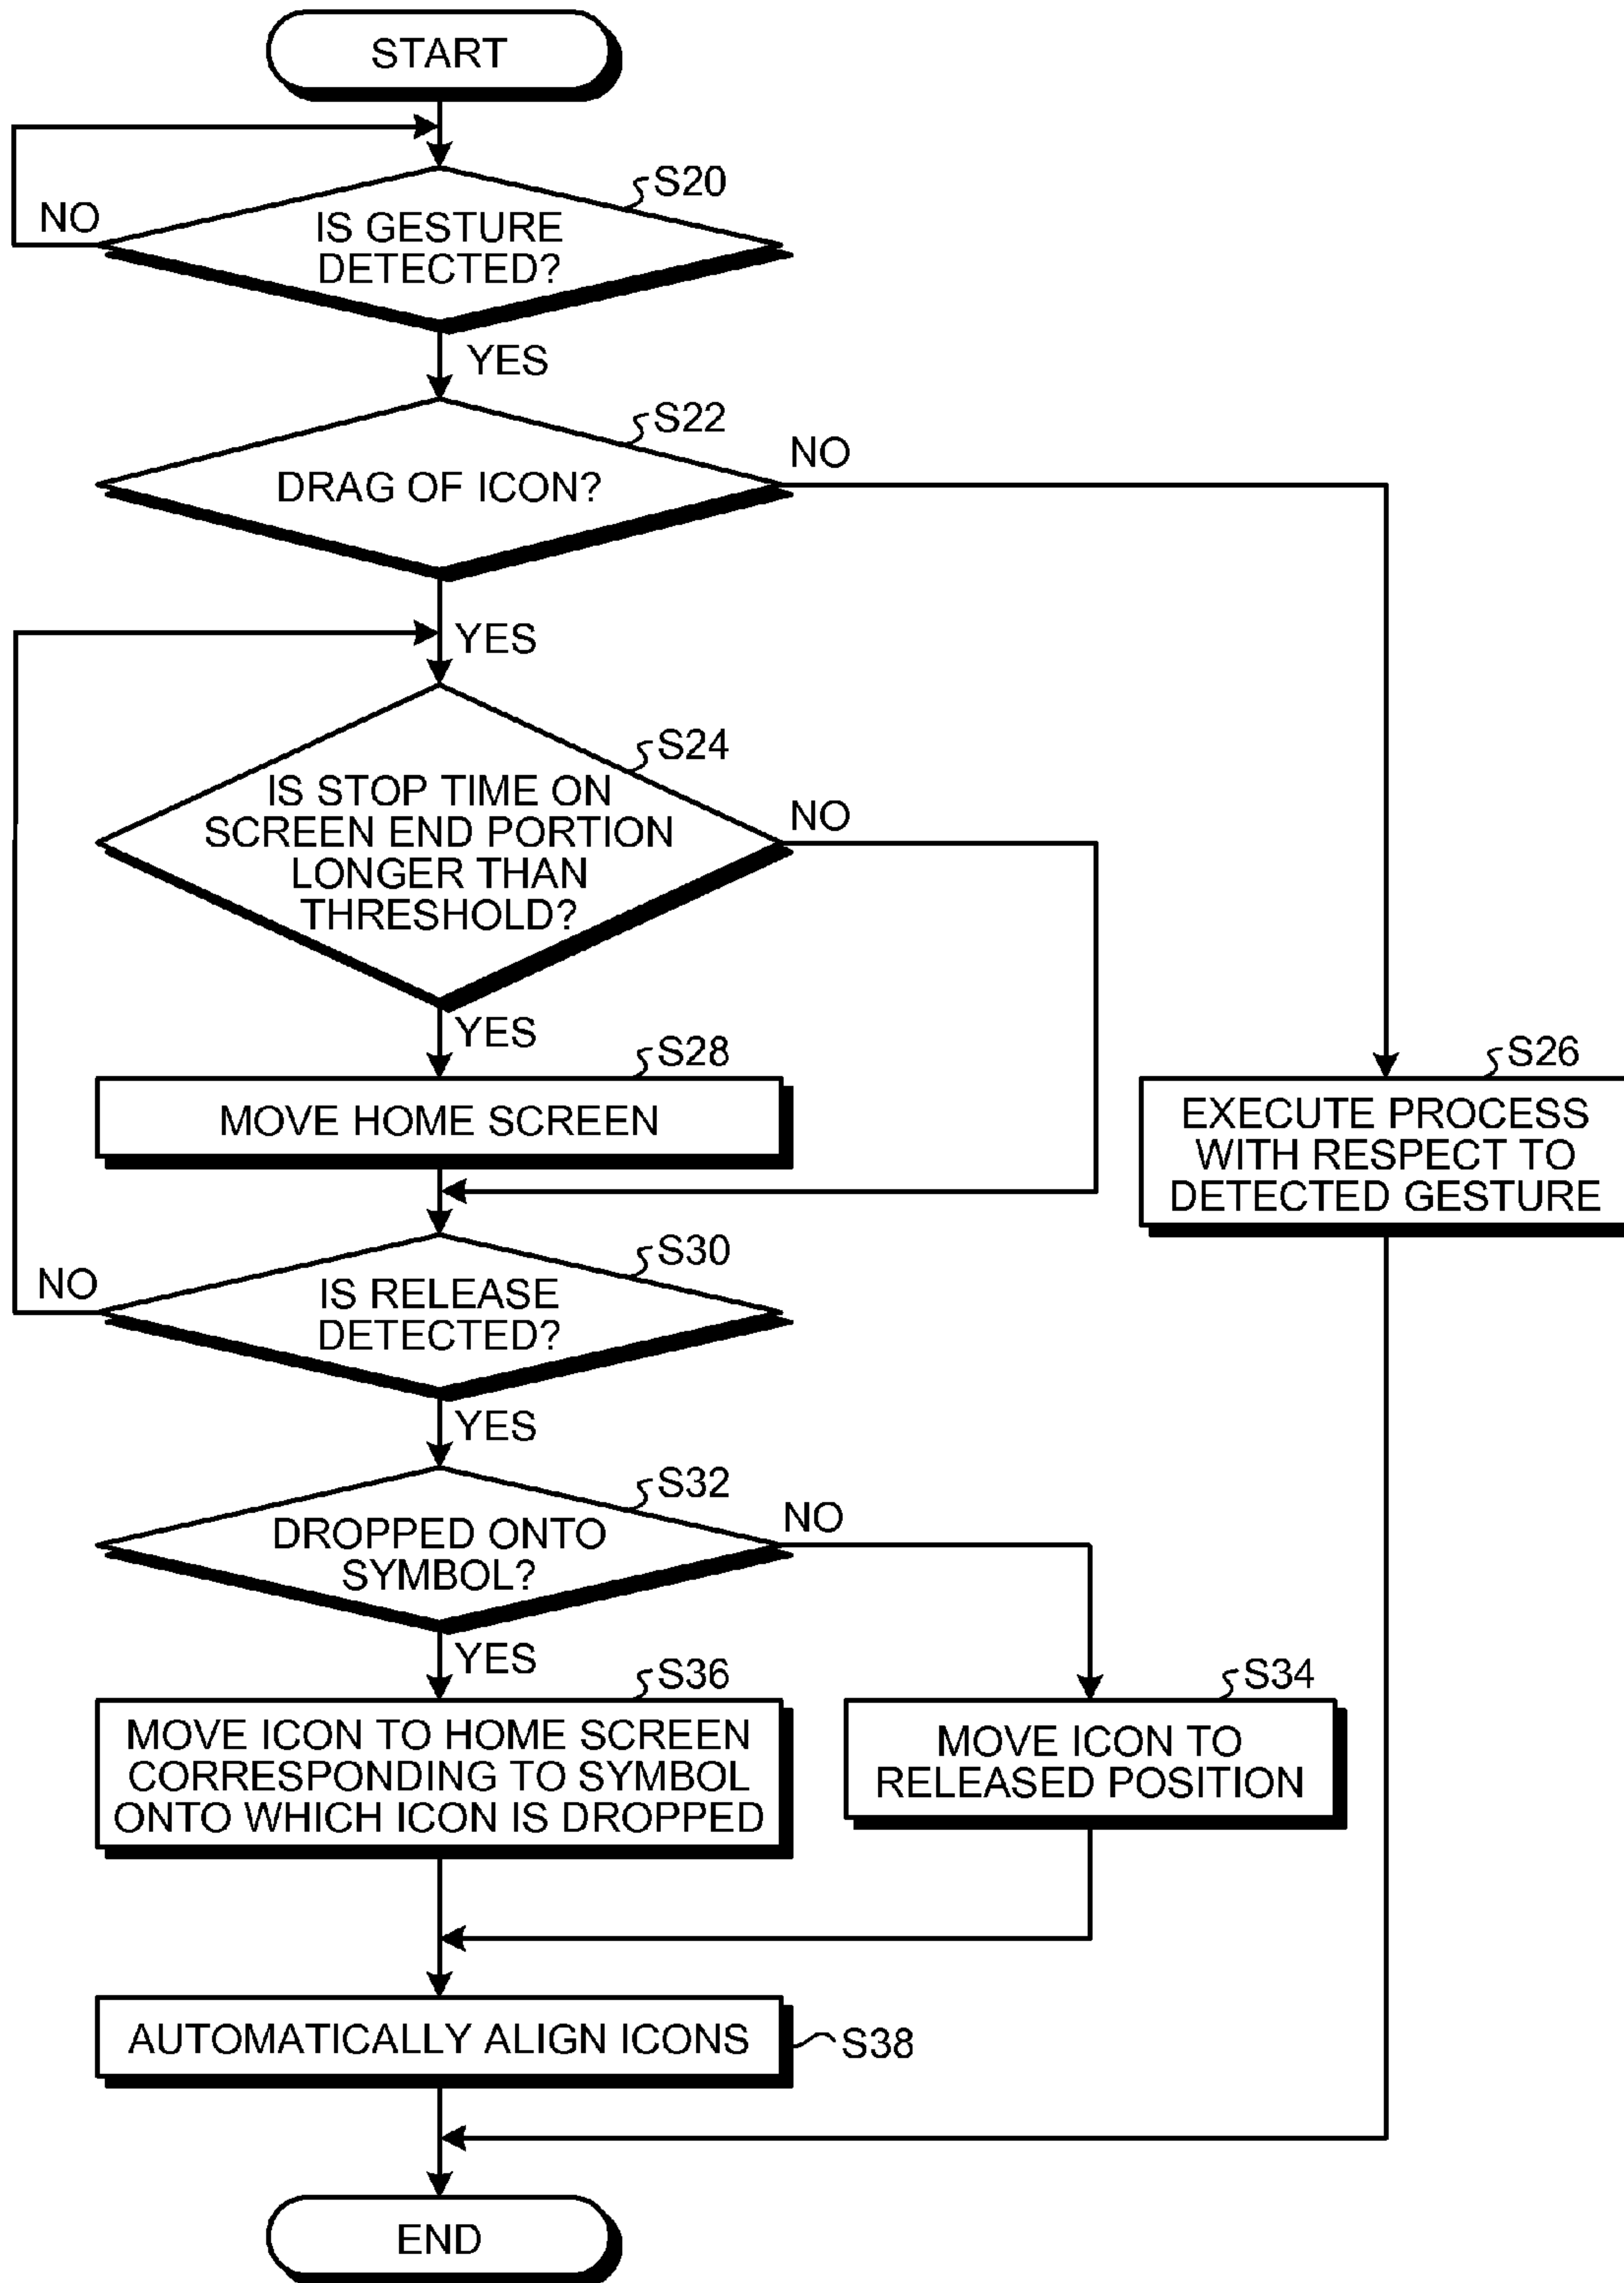 START
S20
NO
IS GESTURE
DETECTED?
YES
S22
NO
DRAG OF ICON?
YES
S24
NO
IS STOP TIME ON
SCREEN END PORTION
LONGER THAN
THRESHOLD?
YES
S28
MOVE HOME SCREEN
S26
EXECUTE PROCESS
WITH RESPECT TO
DETECTED GESTURE
S30
NO
IS RELEASE
DETECTED?
YES
S32
NO
DROPPED ONTO
SYMBOL?
YES
S36
MOVE ICON TO HOME SCREEN
CORRESPONDING TO SYMBOL
ONTO WHICH ICON IS DROPPED
S34
MOVE ICON TO
RELEASED POSITION
AUTOMATICALLY ALIGN ICONS
S38
END